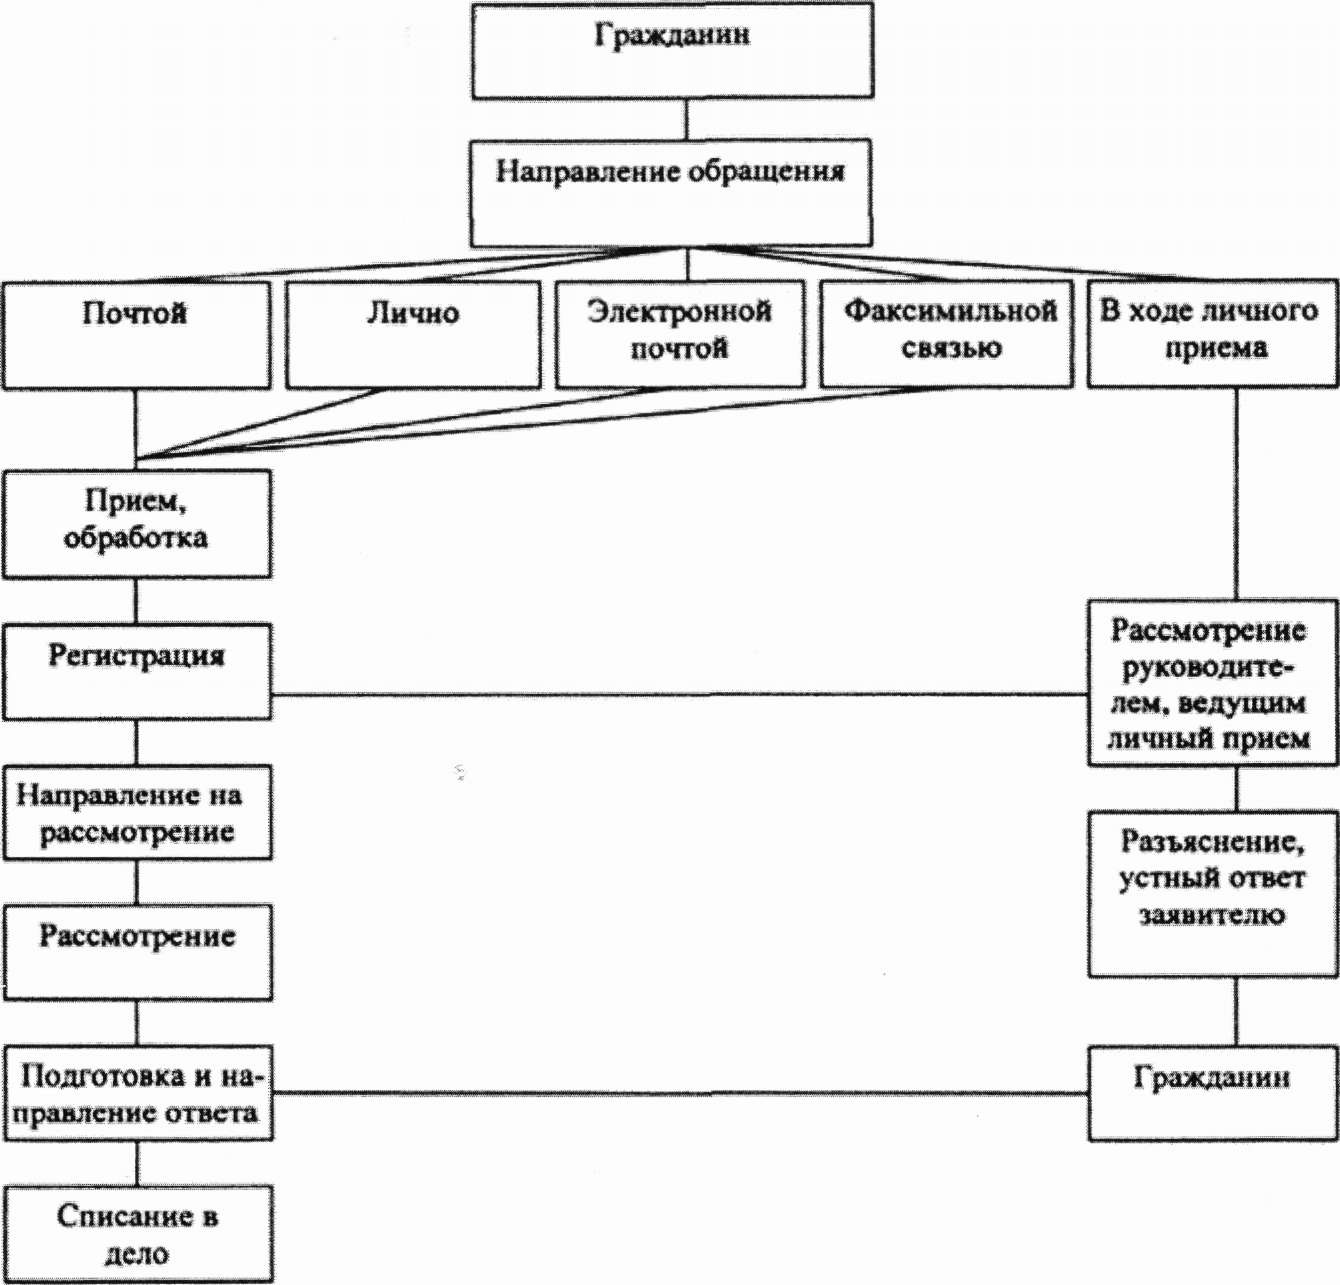 Гражданин
Направление обращения
Почтой
Лично
Электронной
почтой
Факсимильной
связью
В ходе личного
приема
Прием,
обработка
Регистрация
Рассмотрение
руководите-
лем, ведущим
личный прием
Направление на
рассмотрение
Разъяснение,
устный ответ
заявителю
Рассмотрение
Подготовка и на-
правление ответа
Гражданин
Списание в
дело